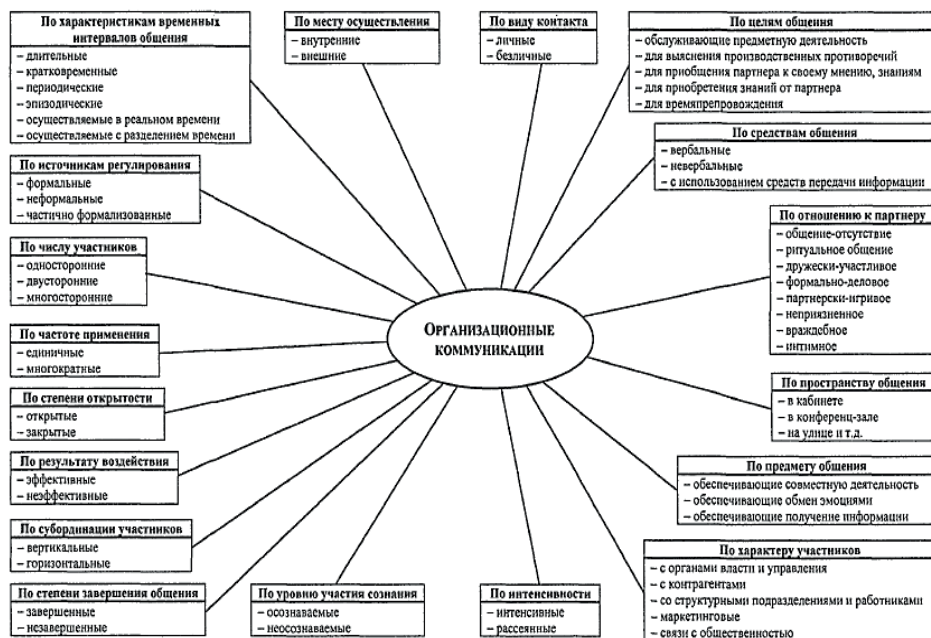 По характеристикам временных
интервалов общения
– длительные
– кратковременные
– периодические
– эпизодические
– осуществляемые в реальном времени
– осуществляемые с разделением времени
По месту осуществления
– внутренние
– внешние
По виду контакта
– личные
– безличные
По целям общения
– обслуживающие предметную деятельность
– для выяснения производственных противоречий
– для приобщения партнера к своему мнению, знаниям
– для приобретения знаний от партнера
– для времяпрепровождения
По средствам общения
– вербальные
– невербальные
– с использованием средств передачи информации
По источникам регулирования
– формальные
– неформальные
– частично формализованные
По отношению к партнеру
– общение-отсутствие
– ритуальное общение
– дружески-участливое
– формально-деловое
– партнерски-игривое
– неприязненное
– враждебное
– интимное
По числу участников
– односторонние
– двусторонние
– многосторонние
Организационные
коммуникации
По частоте применения
– единичные
– многократные
По степени открытости
– открытые
– закрытые
По пространству общения
– в кабинете
– в конференц-зале
– на улице и т.д.
По результату воздействия
– эффективные
– неэффективные
По предмету общения
– обеспечивающие совместную деятельность
– обеспечивающие обмен эмоциями
– обеспечивающие получение информации
По субординации участников
– вертикальные
– горизонтальные
По степени завершения общения
– завершенные
– незавершенные
По уровню участия сознания
– осознаваемые
– неосознаваемые
По интенсивности
– интенсивные
– рассеянные
По характеру участников
– с органами власти и управления
– с контрагентами
– со структурными подразделениями и работниками
– маркетинговые
– связи с общественностью